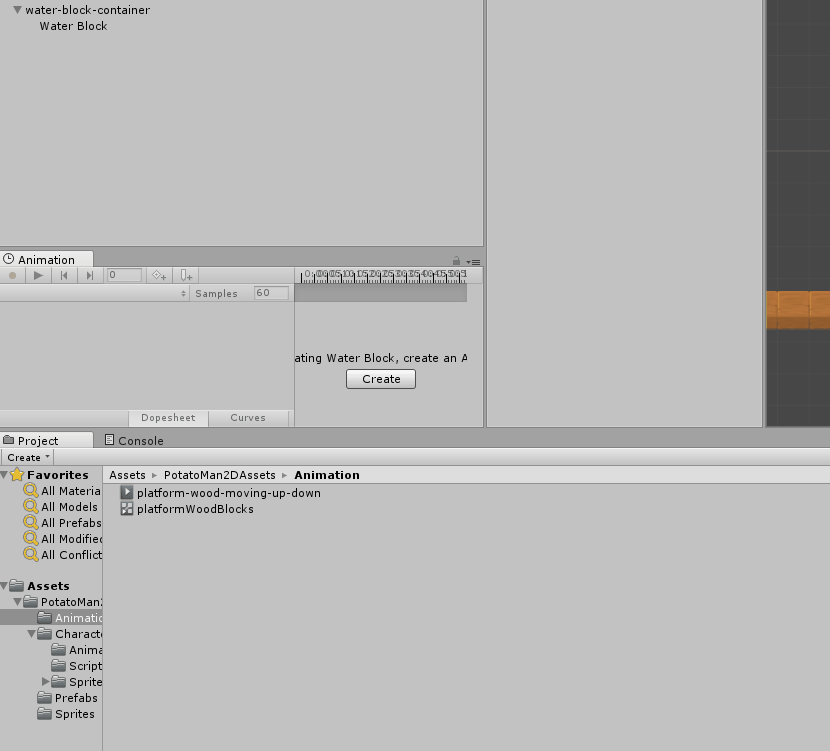 water-block-container
Water Block
Animation
0
Samples 60
ating Water Block, create an A
Create
Dopesheet Curves
Project Console
Create
Favorites
Assets PotatoMan2DAssets Animation
All Materia
platform-wood-moving-up-down
All Models
platformWoodBlocks
All Prefabs
All Modified
All Conflict
Assets
PotatoMan2
Animatio
Characte
Anima
Script
Sprite
Prefabs
Sprites